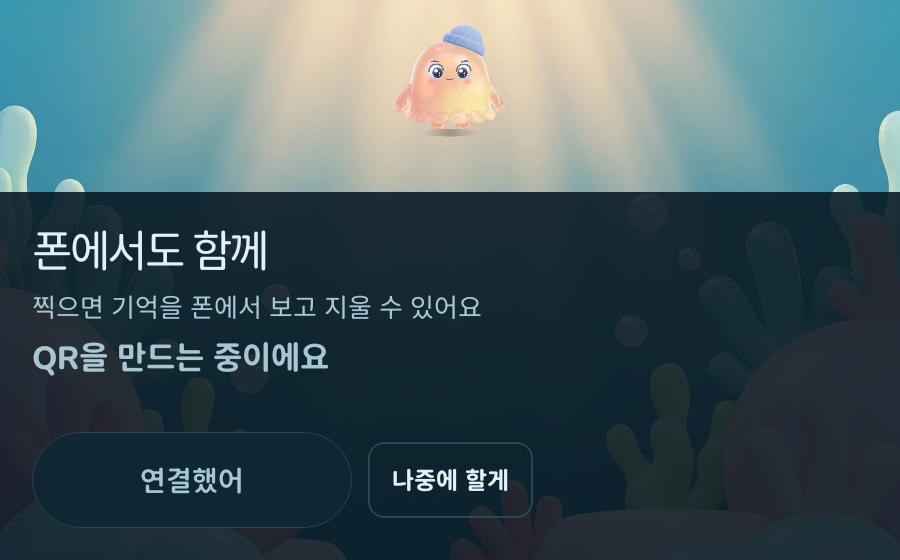 폰에서도 함께
찍으면 기억을 폰에서 보고 지울 수 있어요
QR을 만드는 중이에요
연결했어
나중에 할게